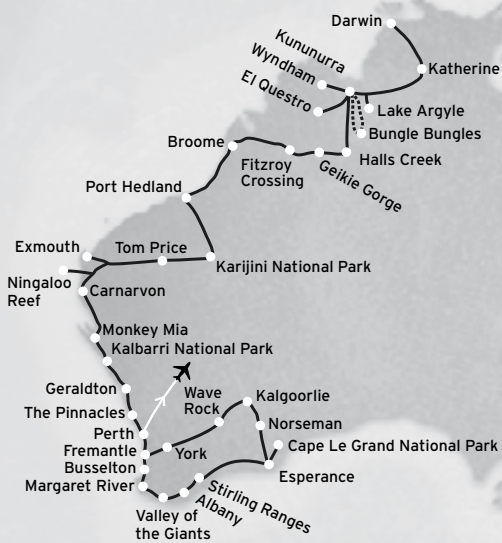 Darwin
Kununurra
Wyndham
Katherine
El Questro
Lake Argyle
Bungle Bungles
Broome
Fitzroy
Crossing
Geikie Gorge
Halls Creek
Port Hedland
Exmouth
Tom Price
Karijini National Park
Ningaloo
Reef
Carnarvon
Monkey Mia
Kalbarri National Park
Geraldton
Wave
Rock
Kalgoorlie
The Pinnacles
Norseman
Perth
Cape Le Grand National Park
Fremantle
York
Busselton
Esperance
Margaret River
Stirling Ranges
Albany
Valley of
the Giants